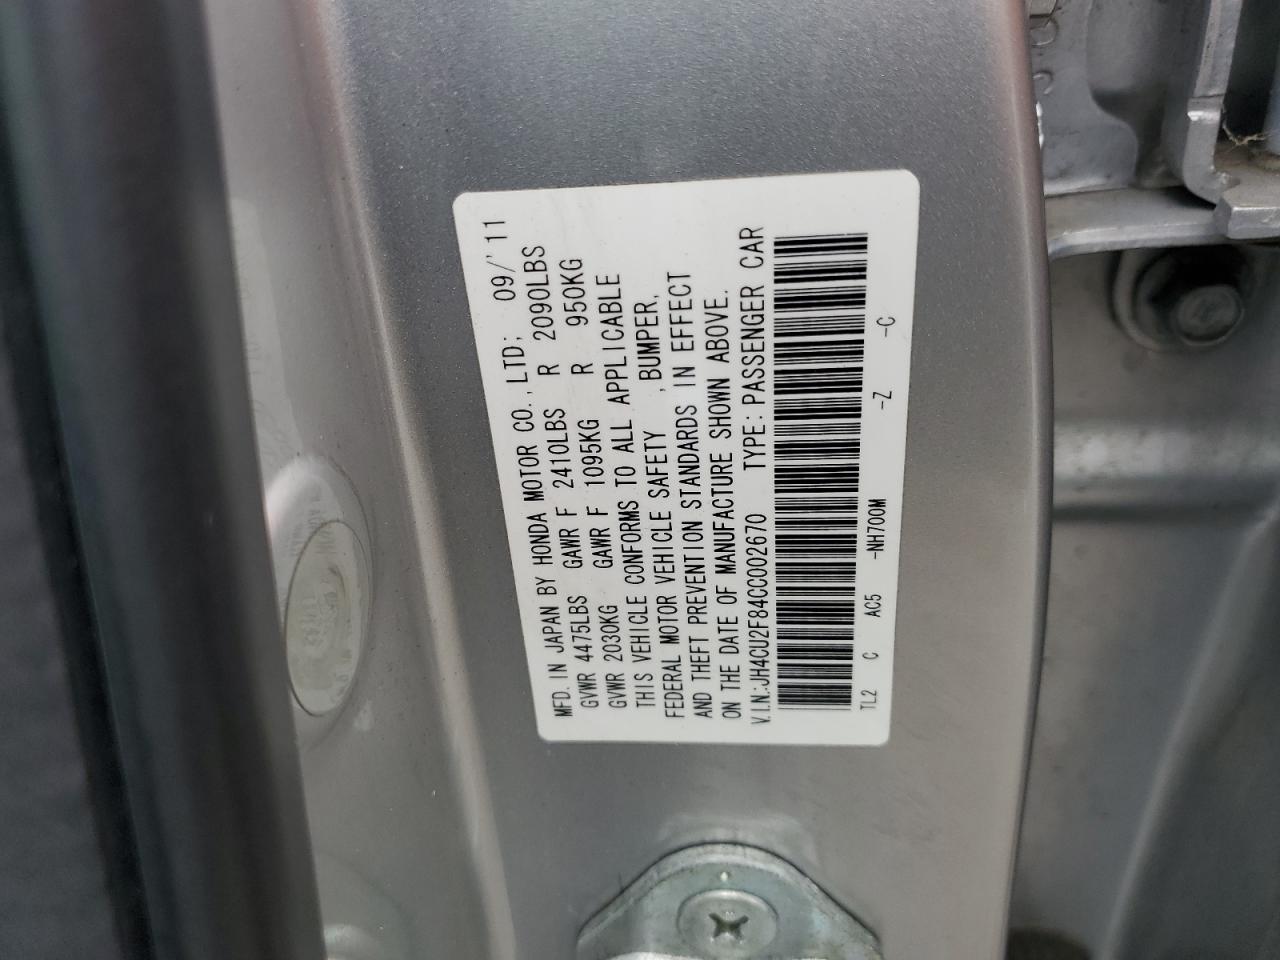 MFD. IN JAPAN BY HONDA MOTOR CO., LTD; 09/'11
GVWR 4475LBS GAWR F 2410LBS R 2090LBS
GVWR 2030KG GAWR F 1095KG R 950KG
THIS VEHICLE CONFORMS TO ALL APPLICABLE
FEDERAL MOTOR VEHICLE SAFETY ,BUMPER,
AND THEFT PREVENTION STANDARDS IN EFFECT
ON THE DATE OF MANUFACTURE SHOWN ABOVE.
V.I.N:JH4CU2F84CC002670 TYPE:PASSENGER CAR
TL2 C AC5 -NH700M -Z -C